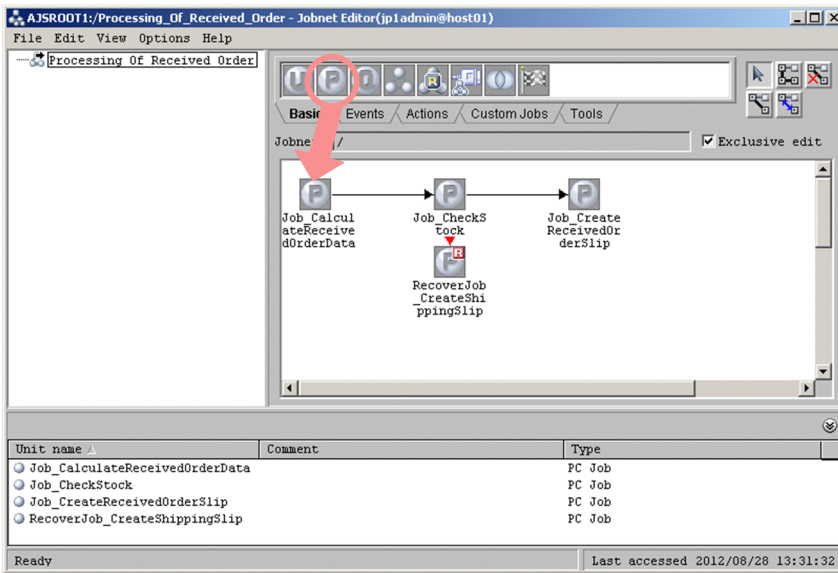 AJSROOT1:/Processing_Of_Received_Order - Jobnet Editor(jp1admin@host01)
File Edit View Options Help
Processing Of Received Order
U P Q R
Basic Events Actions Custom Jobs Tools
/
Exclusive edit
P P P
Job_Calcul
ateReceive
dOrderData
Job_CheckS
tock
Job_Create
ReceivedOr
derSlip
P R
RecoverJob
_CreateShi
ppingSlip
Unit name Comment Type
Job_CalculateReceivedOrderData PC Job
Job_CheckStock PC Job
Job_CreateReceivedOrderSlip PC Job
RecoverJob_CreateShippingSlip PC Job
Ready Last accessed 2012/08/28 13:31:32